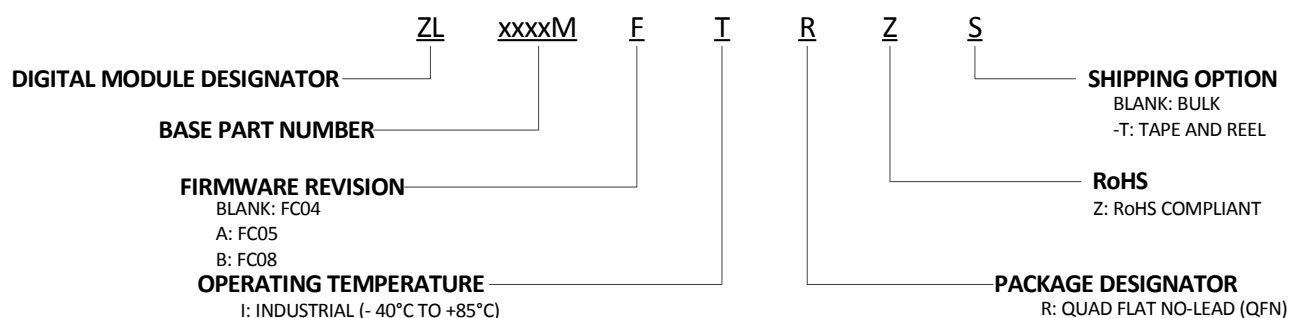 ZL xxxxM F T R Z S
DIGITAL MODULE DESIGNATOR
BASE PART NUMBER
FIRMWARE REVISION
BLANK: FC04
A: FC05
B: FC08
OPERATING TEMPERATURE
I: INDUSTRIAL (- 40°C TO +85°C)
SHIPPING OPTION
BLANK: BULK
-T: TAPE AND REEL
RoHS
Z: RoHS COMPLIANT
PACKAGE DESIGNATOR
R: QUAD FLAT NO-LEAD (QFN)